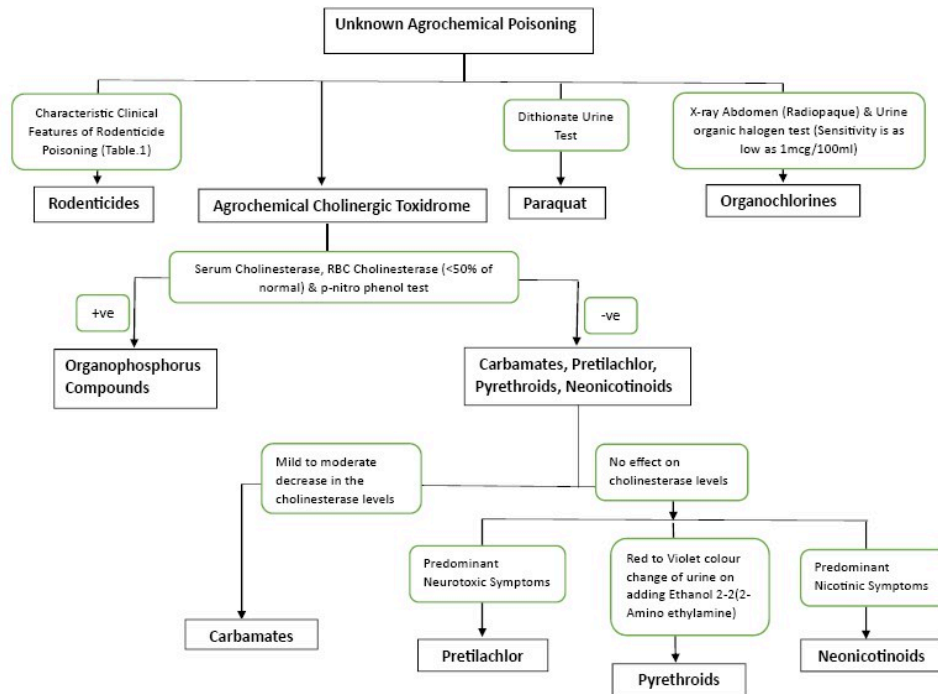 Unknown Agrochemical Poisoning
Characteristic Clinical
Features of Rodenticide
Poisoning (Table.1)
Dithionate Urine
Test
X-ray Abdomen (Radiopaque) & Urine
organic halogen test (Sensitivity is as
low as 1mcg/100ml)
Rodenticides
Agrochemical Cholinergic Toxidrome
Paraquat
Organochlorines
Serum Cholinesterase, RBC Cholinesterase (<50% of
normal) & p-nitro phenol test
+ve
-ve
Organophosphorus
Compounds
Carbamates, Pretilachlor,
Pyrethroids, Neonicotinoids
Mild to moderate
decrease in the
cholinesterase levels
No effect on
cholinesterase levels
Predominant
Neurotoxic Symptoms
Red to Violet colour
change of urine on
adding Ethanol 2-2(2-
Amino ethylamine)
Predominant
Nicotinic Symptoms
Carbamates
Pretilachlor
Pyrethroids
Neonicotinoids